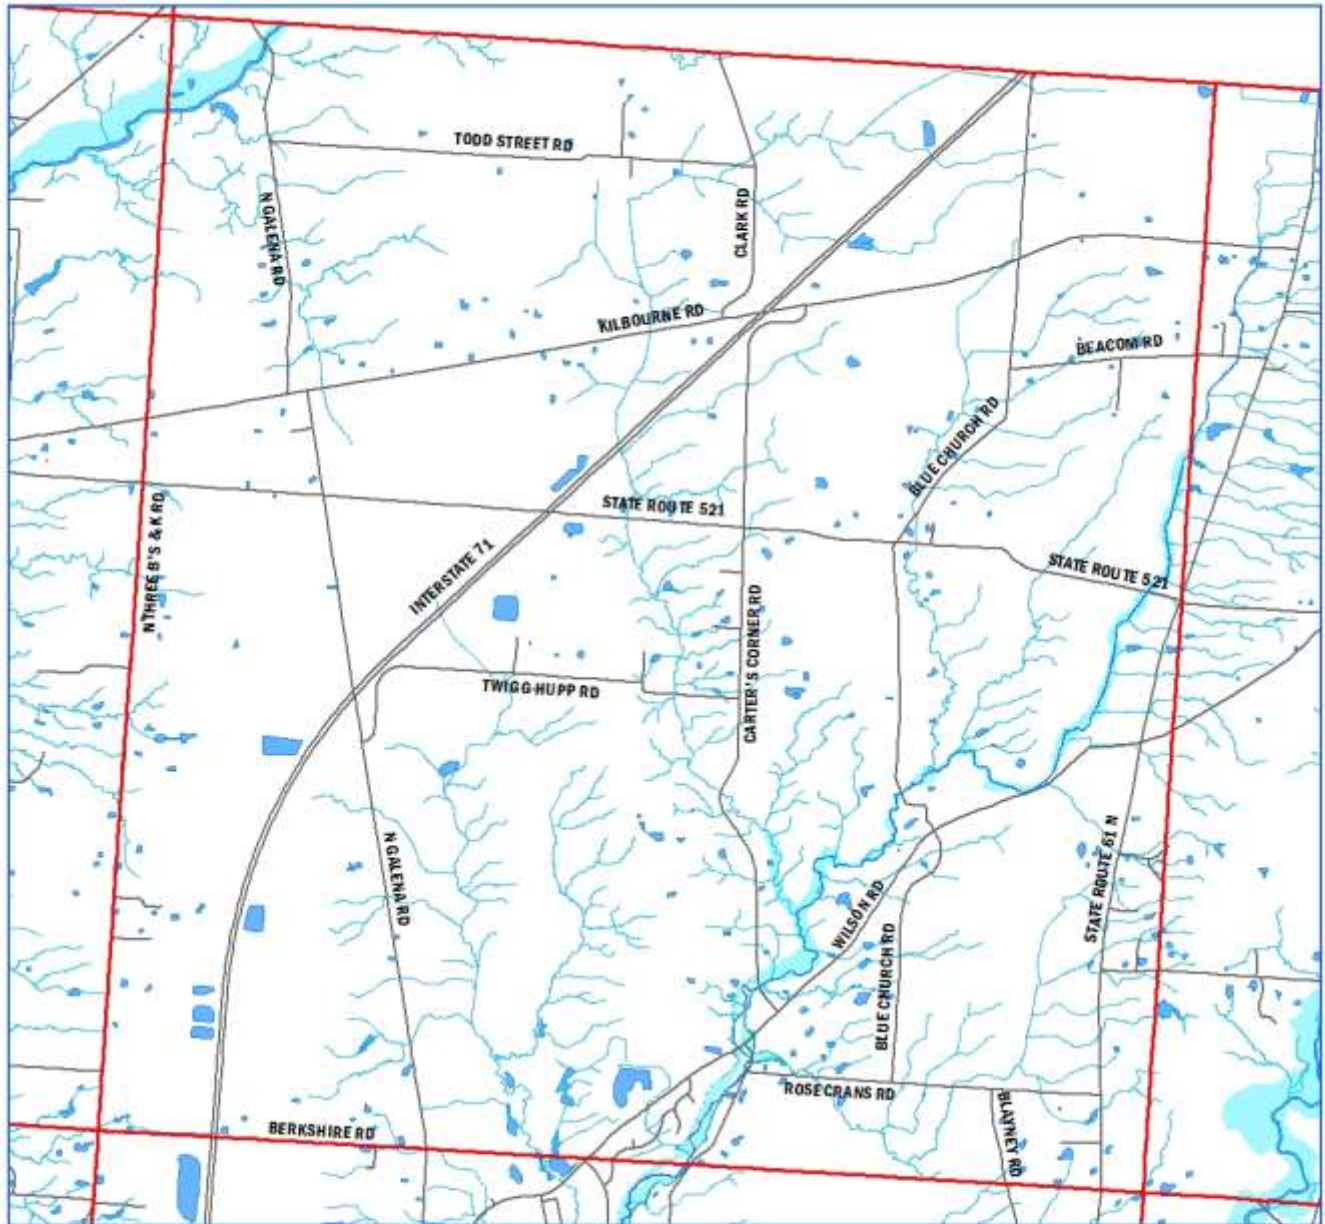 TODD STREET RD
N GALENA RD
CLARK RD
KILBOURNE RD
BEACOM RD
BLUE CHURCH RD
STATE ROUTE 521
N THREE B'S & K RD
INTERSTATE 71
STATE ROUTE 521
CARTER'S CORNER RD
TWIGG-HUPP RD
N GALENA RD
STATE ROUTE 61 N
WILSON RD
BLUE CHURCH RD
ROSECRANS RD
BLAYNEY RD
BERKSHIRE RD